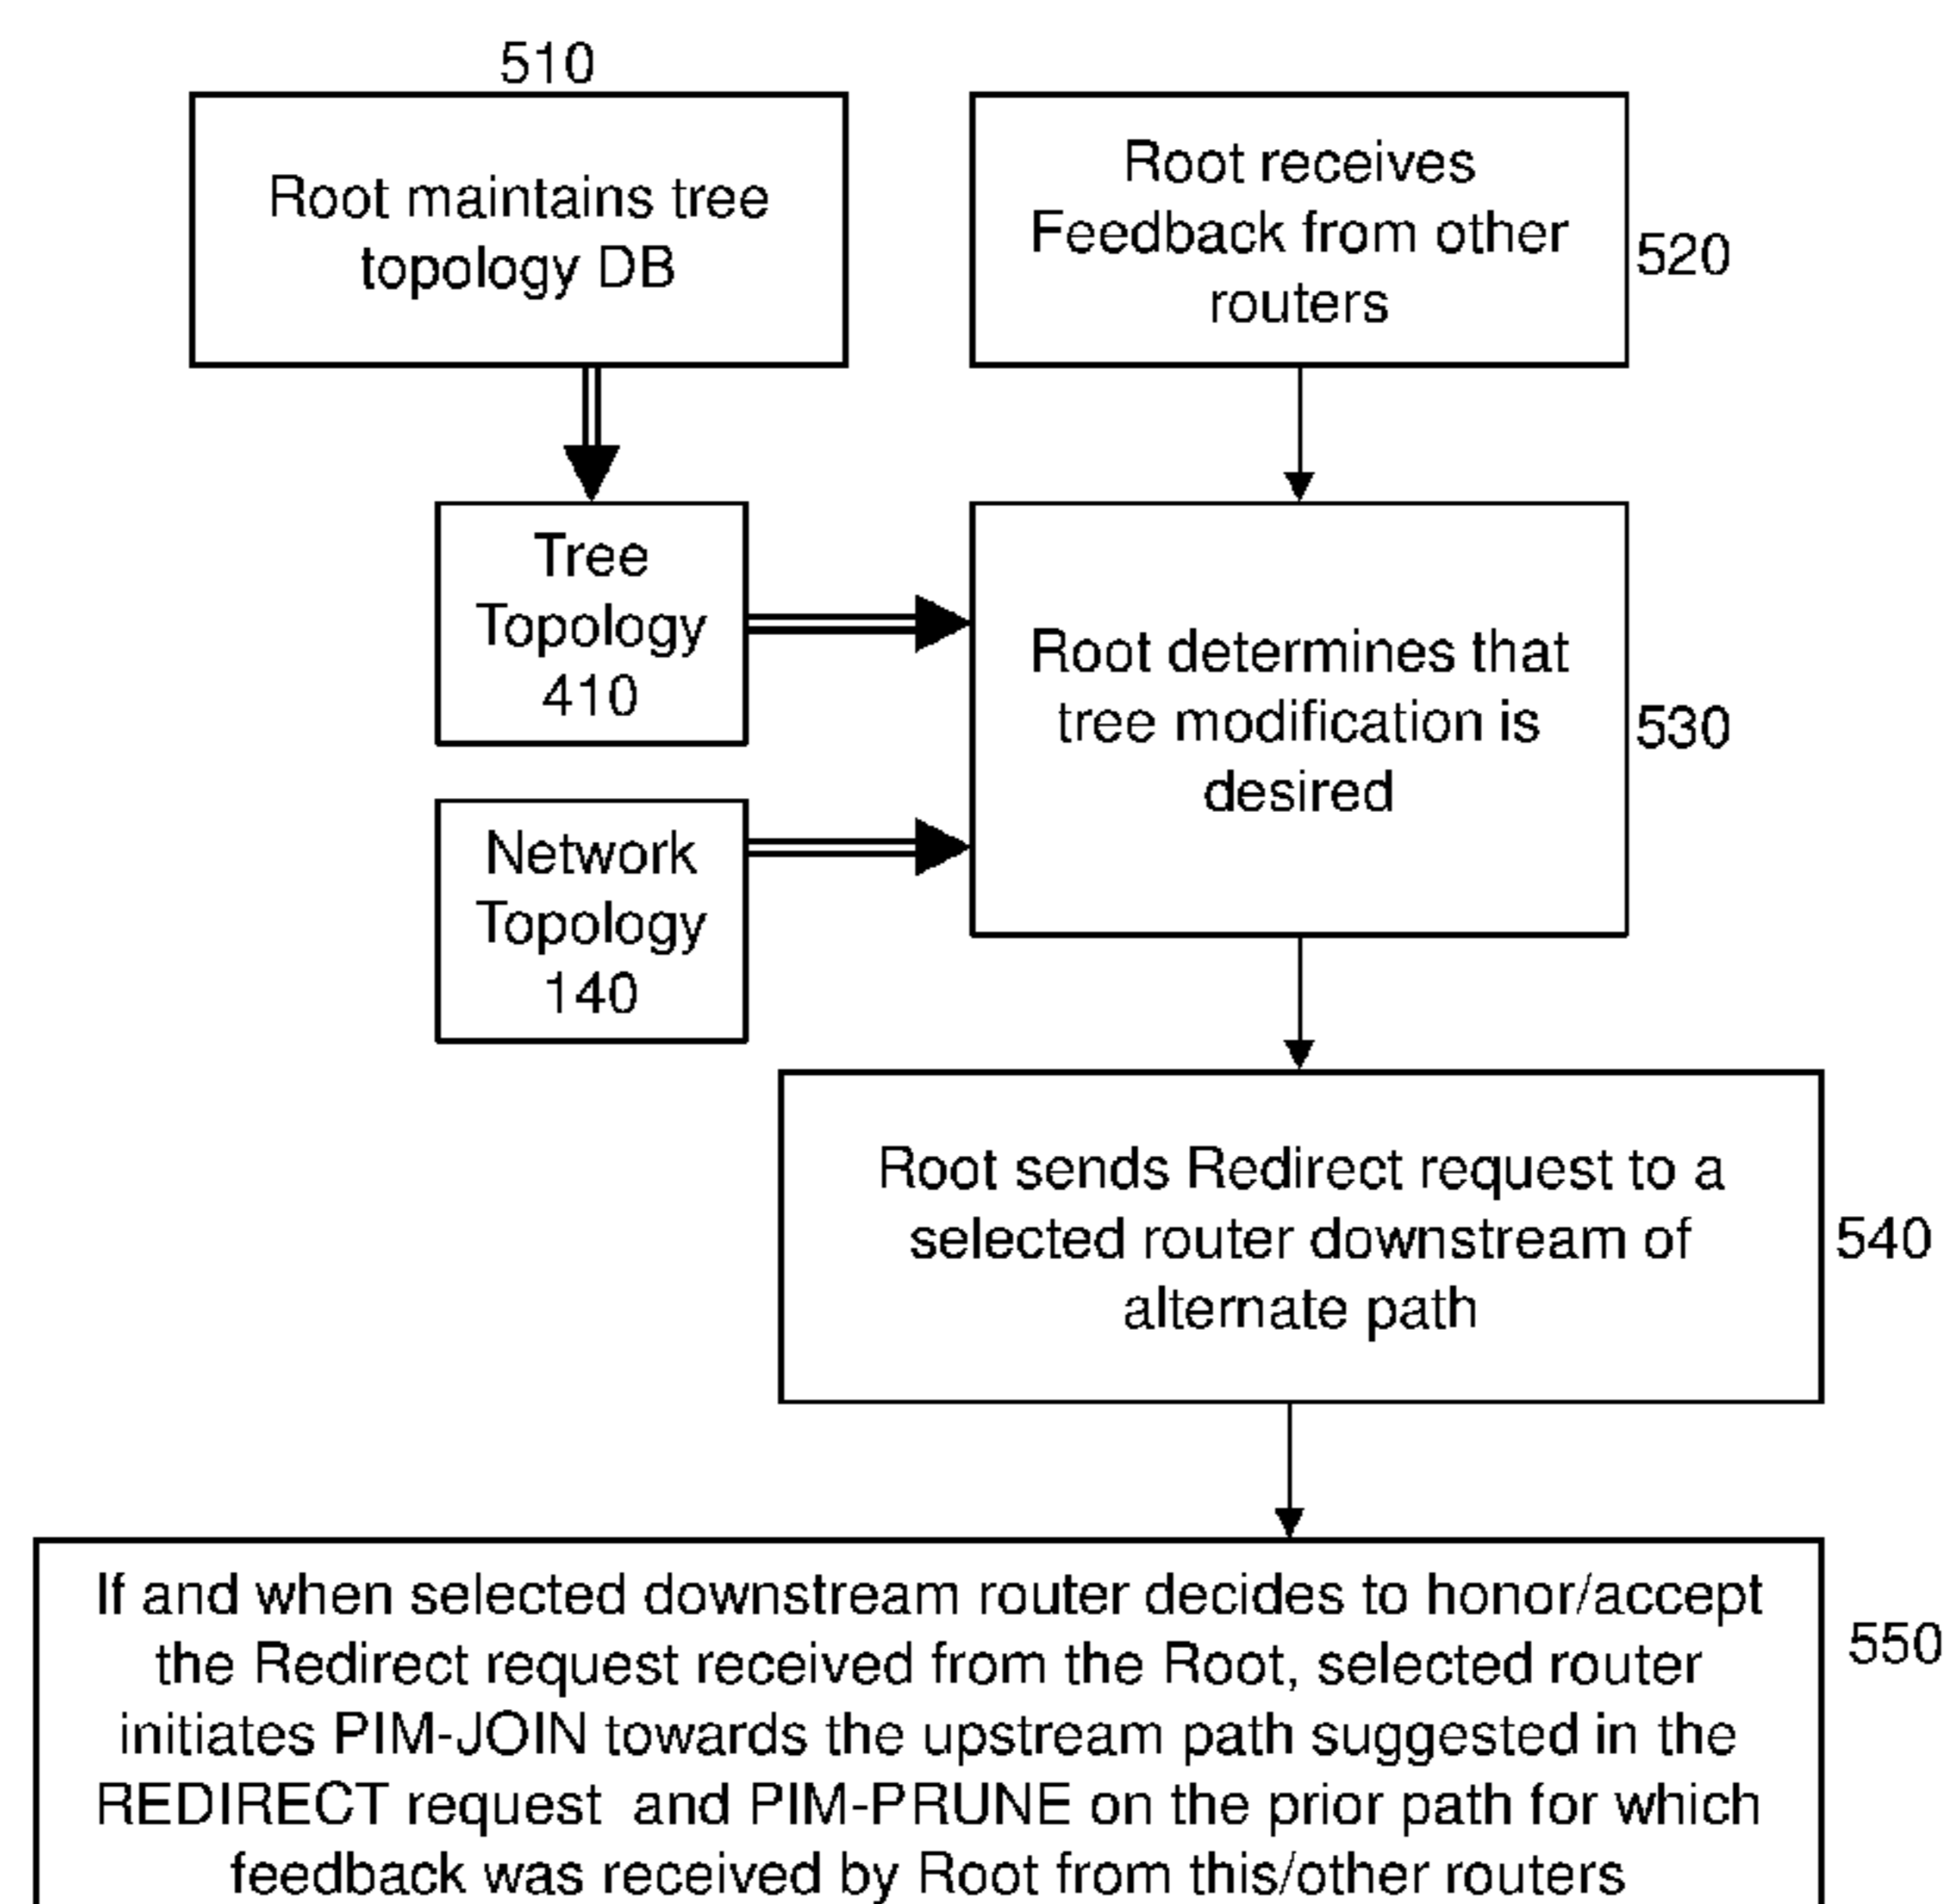 510
Root maintains tree
topology DB
Root receives
Feedback from other
routers
520
Tree
Topology
410
Network
Topology
140
Root determines that
tree modification is
desired
530
Root sends Redirect request to a
selected router downstream of
alternate path
540
If and when selected downstream router decides to honor/accept
the Redirect request received from the Root, selected router
initiates PIM-JOIN towards the upstream path suggested in the
REDIRECT request and PIM-PRUNE on the prior path for which
feedback was received by Root from this/other routers
550